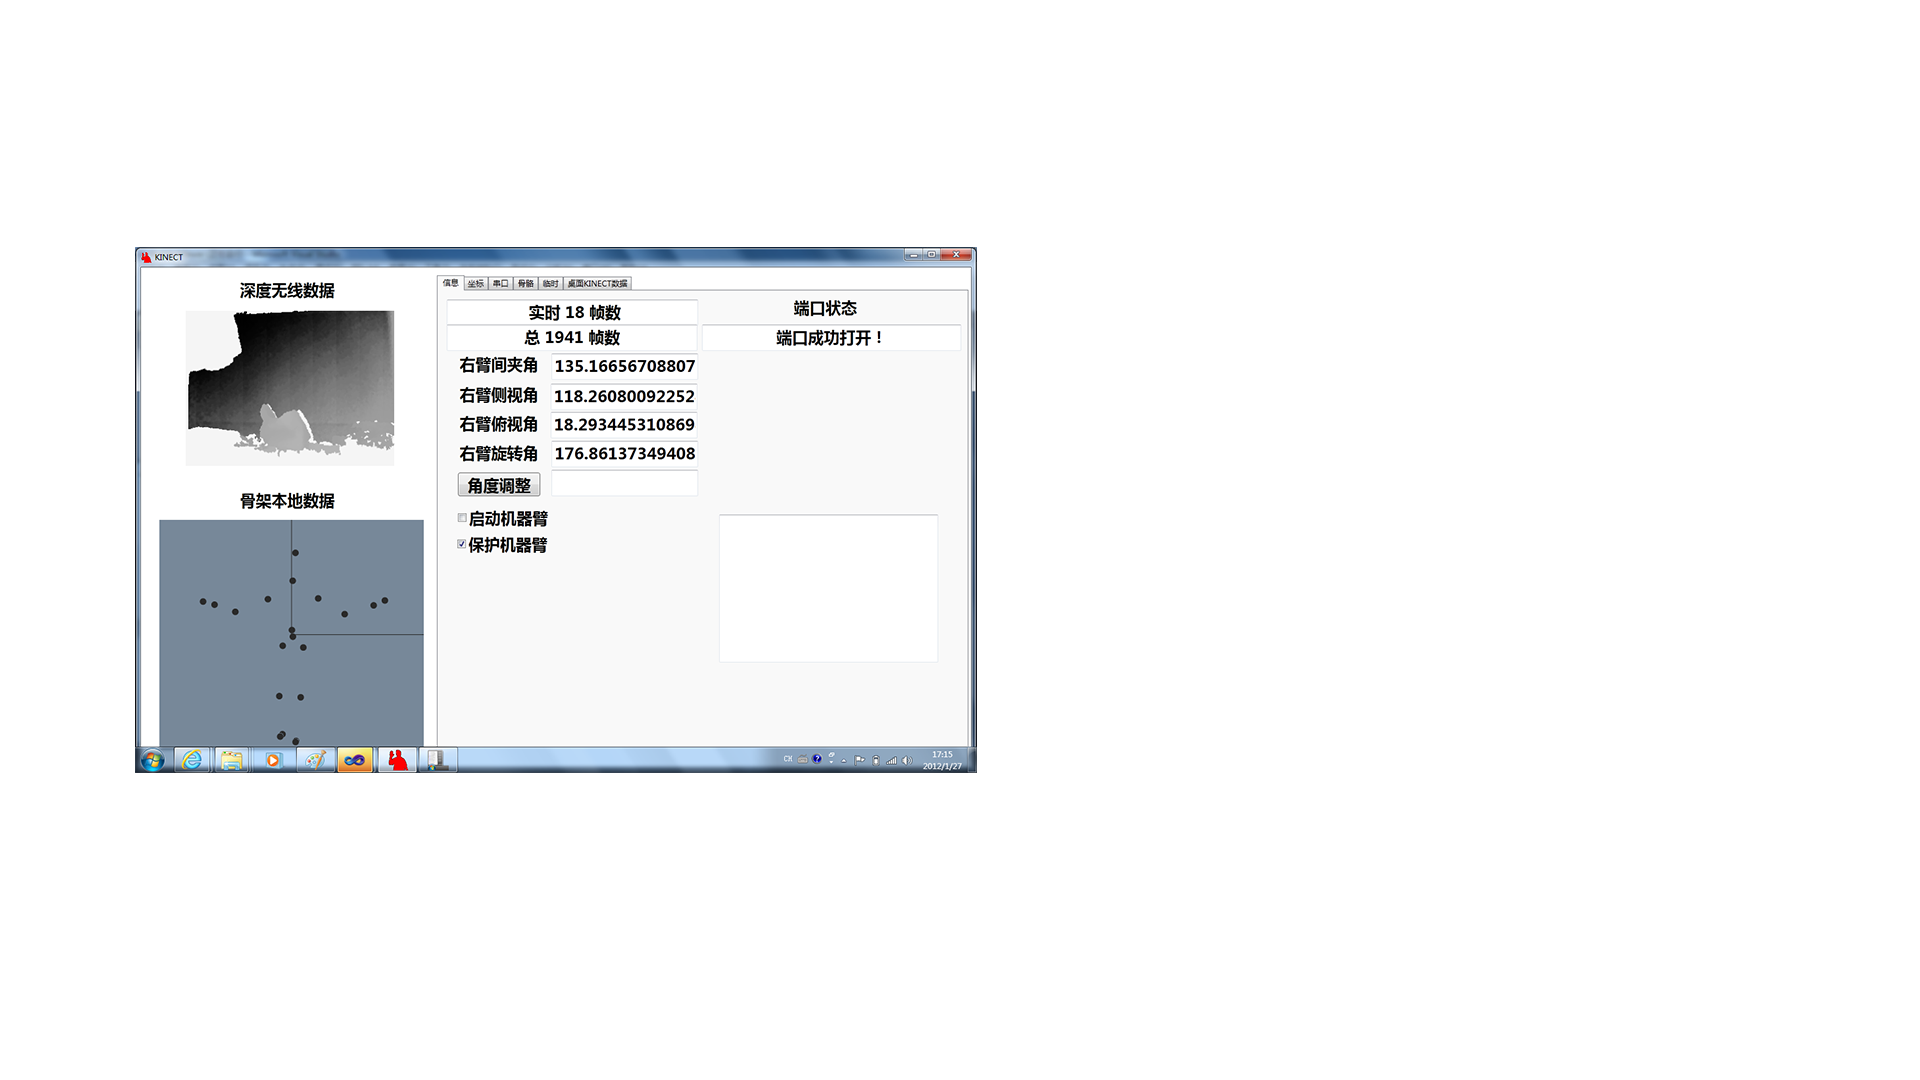 KINECT
深度无线数据
骨架本地数据
信息 坐标 串口 骨骼 临时 桌面KINECT数据
实时 18 帧数
总 1941 帧数
端口状态
端口成功打开！
右臂间夹角 135.16656708807
右臂侧视角 118.26080092252
右臂俯视角 18.293445310869
右臂旋转角 176.86137349408
角度调整
启动机器臂
保护机器臂
CH
17:15
2012/1/27